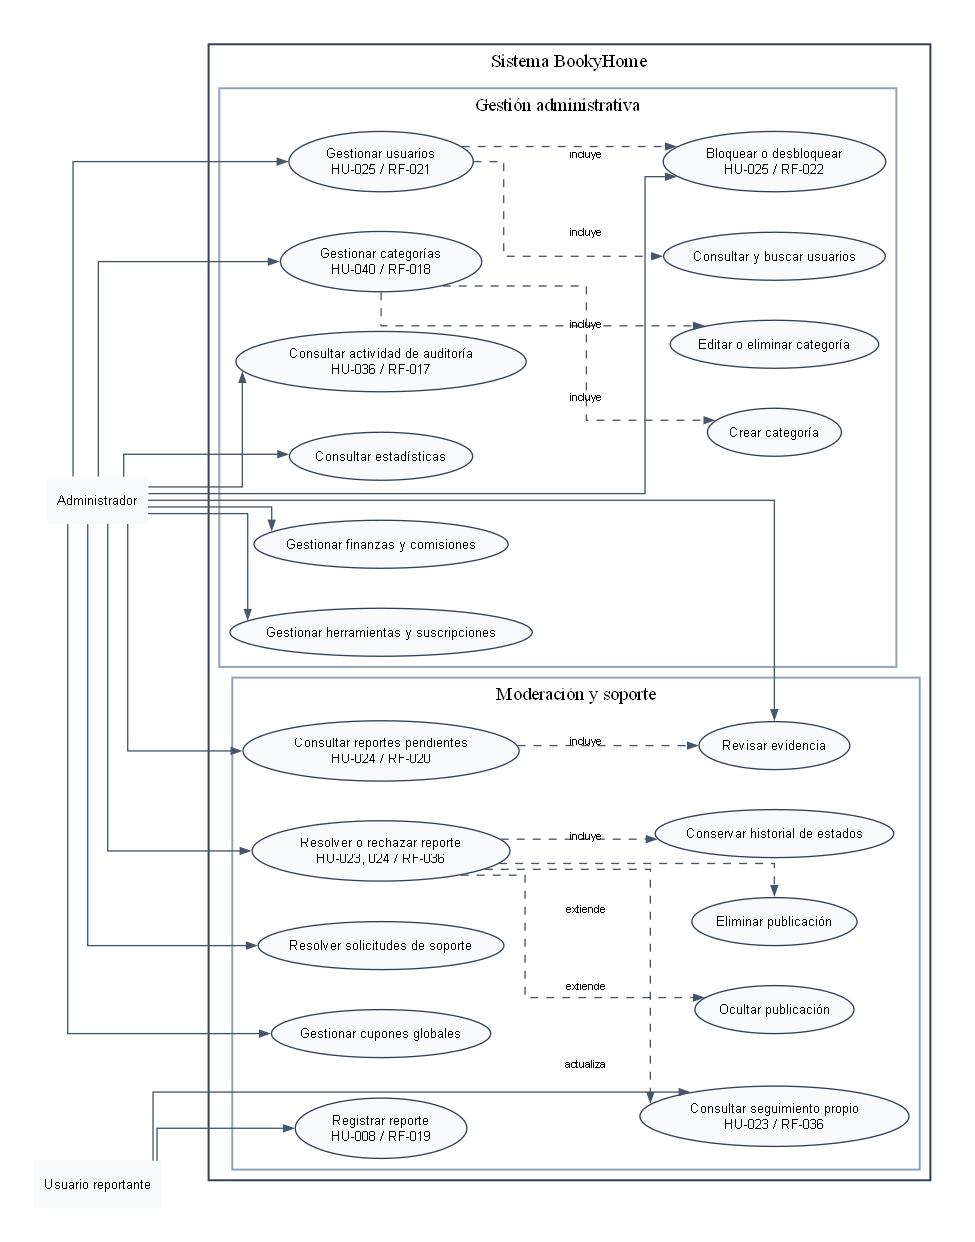 Sistema BookyHome
Gestión administrativa
Gestionar usuarios
HU-025 / RF-021
incluye
Bloquear o desbloquear
HU-025 / RF-022
incluye
Consultar y buscar usuarios
Gestionar categorías
HU-040 / RF-018
incluye
Editar o eliminar categoría
Consultar actividad de auditoría
HU-036 / RF-017
incluye
Crear categoría
Consultar estadísticas
Administrador
Gestionar finanzas y comisiones
Gestionar herramientas y suscripciones
Moderación y soporte
Consultar reportes pendientes
HU-024 / RF-020
incluye
Revisar evidencia
Resolver o rechazar reporte
HU-023, 024 / RF-036
incluye
Conservar historial de estados
extiende
Eliminar publicación
Resolver solicitudes de soporte
extiende
Ocultar publicación
Gestionar cupones globales
actualiza
Consultar seguimiento propio
HU-023 / RF-036
Registrar reporte
HU-008 / RF-019
Usuario reportante